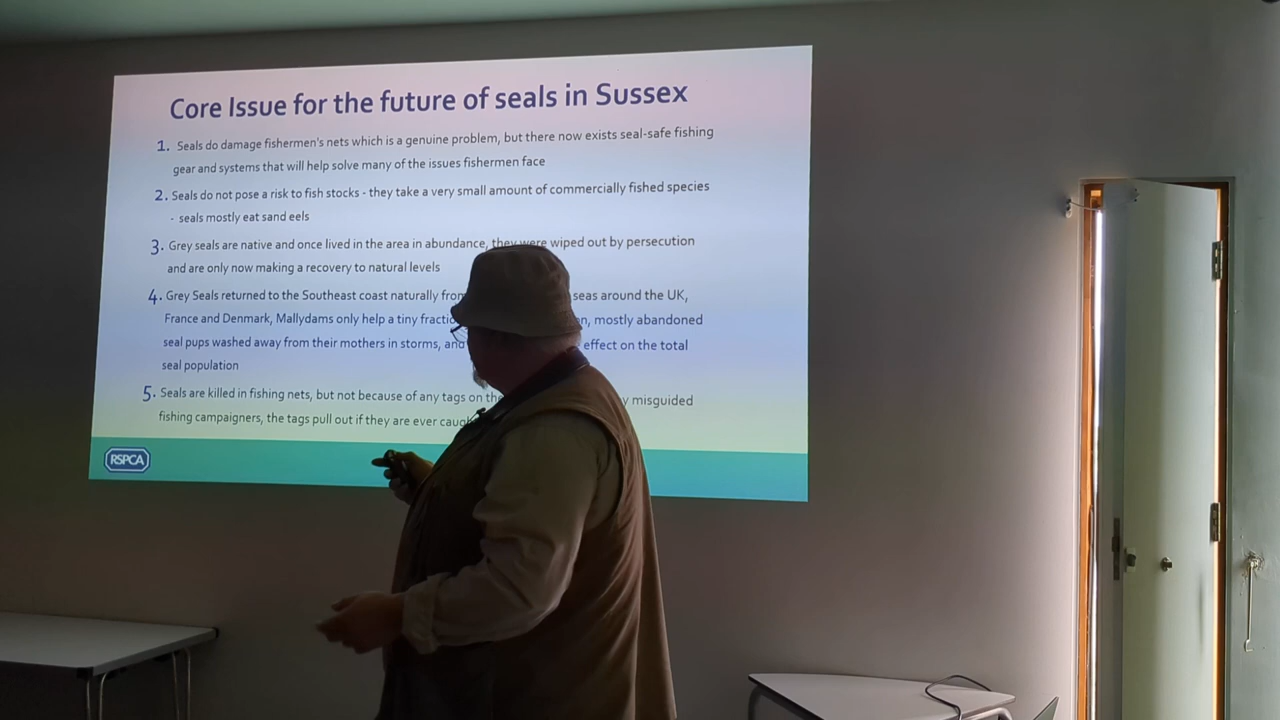 Core Issue for the future of seals in Sussex
1. Seals do damage fishermen's nets which is a genuine problem, but there now exists seal-safe fishing
gear and systems that will help solve many of the issues fishermen face
2. Seals do not pose a risk to fish stocks - they take a very small amount of commercially fished species
- seals mostly eat sand eels
3. Grey seals are native and once lived in the area in abundance, they were wiped out by persecution
and are only now making a recovery to natural levels
4. Grey Seals returned to the Southeast coast naturally from seas around the UK,
France and Denmark, Mallydams only help a tiny mostly abandoned
seal pups washed away from their mothers in storms, and effect on the total
seal population
5. Seals are killed in fishing nets, but not because of any tags on misguided
fishing campaigners, the tags pull out if they are ever
RSPCA